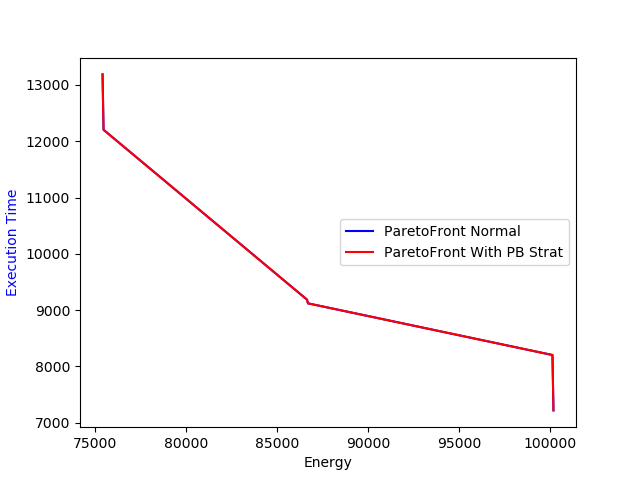 13000
12000
11000
10000
9000
8000
7000
Execution Time
ParetoFront Normal
ParetoFront With PB Strat
75000 80000 85000 90000 95000 100000
Energy